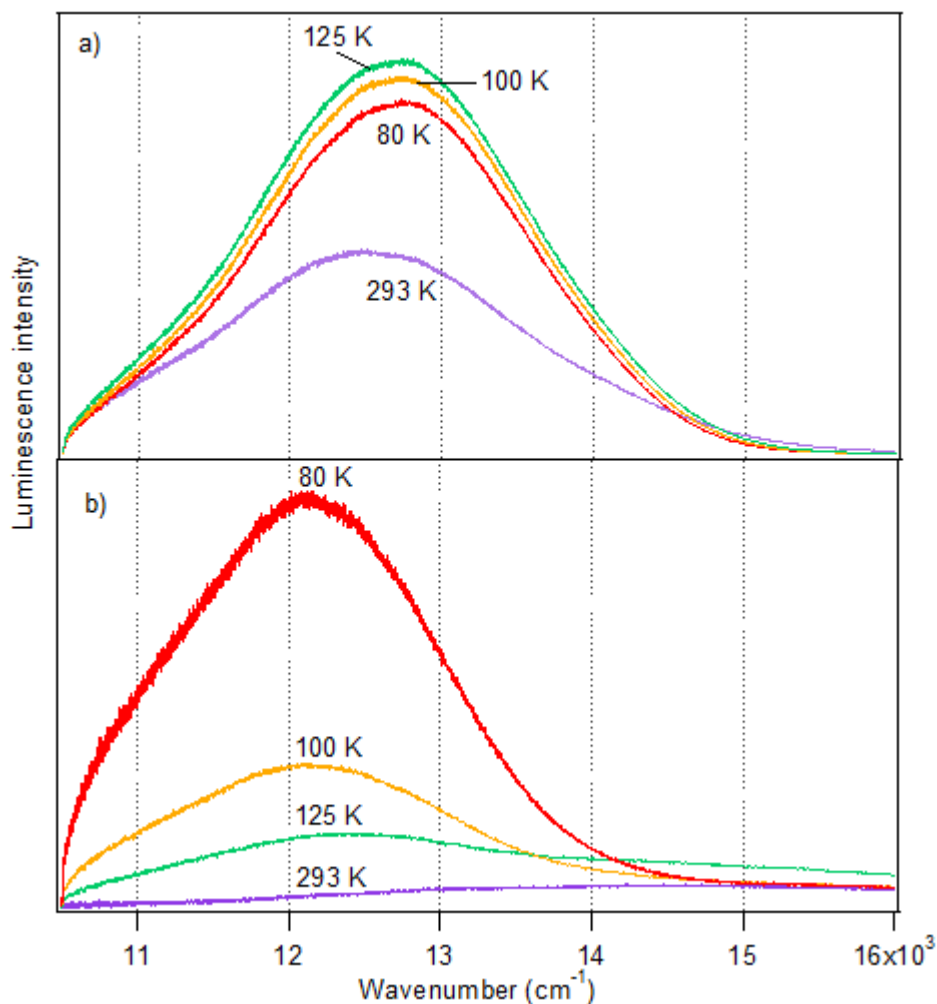 a)
125 K
100 K
80 K
293 K
Luminescence intensity
b)
80 K
100 K
125 K
293 K
11 12 13 14 15 16x10³
Wavenumber (cm⁻¹)